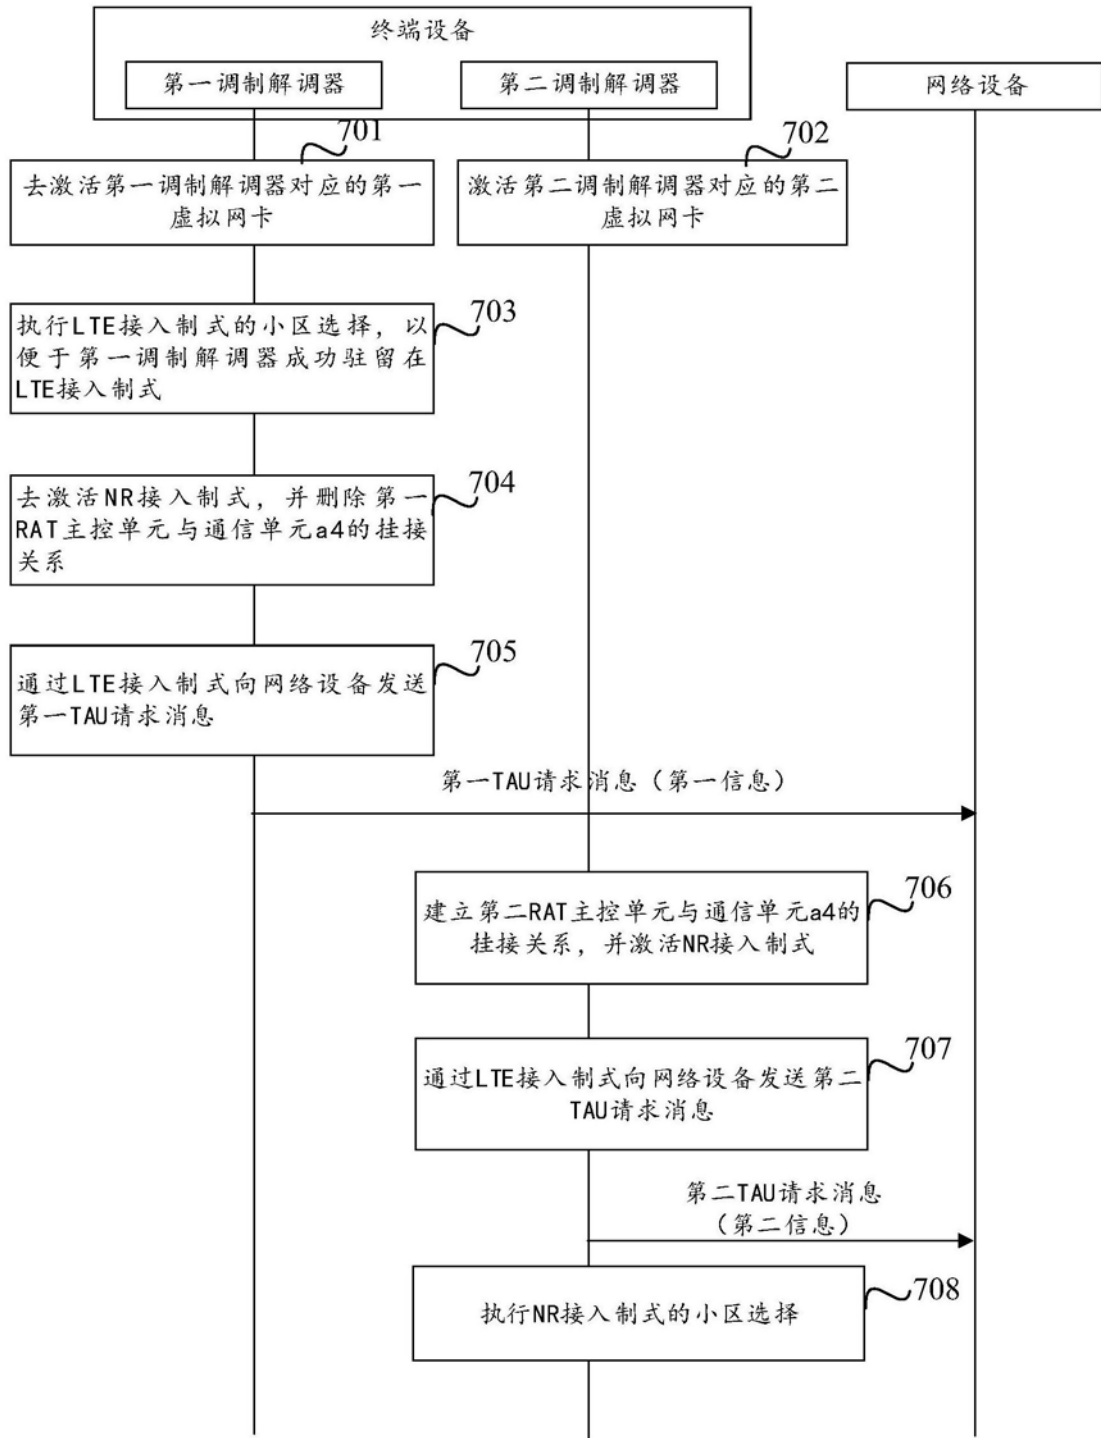 终端设备
第一调制解调器
第二调制解调器
网络设备
701
去激活第一调制解调器对应的第一
虚拟网卡
702
激活第二调制解调器对应的第二
虚拟网卡
703
执行LTE接入制式的小区选择，以
便于第一调制解调器成功驻留在
LTE接入制式
704
去激活NR接入制式，并删除第一
RAT主控单元与通信单元a4的挂接
关系
705
通过LTE接入制式向网络设备发送
第一TAU请求消息
第一TAU请求消息（第一信息）
706
建立第二RAT主控单元与通信单元a4的
挂接关系，并激活NR接入制式
707
通过LTE接入制式向网络设备发送第二
TAU请求消息
第二TAU请求消息
（第二信息）
708
执行NR接入制式的小区选择